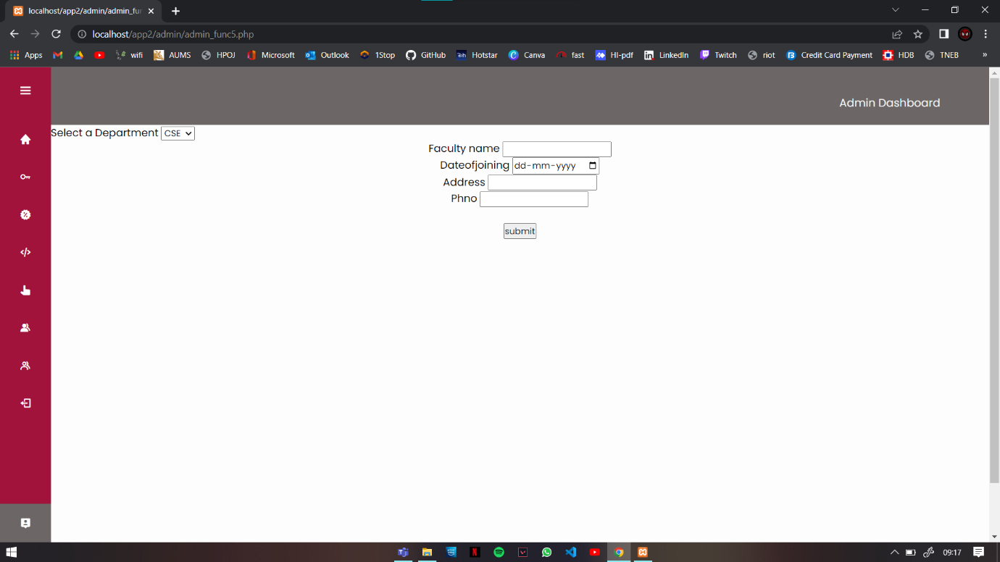 localhost/app2/admin/admin_fun
localhost/app2/admin/admin_func5.php
Apps wifi AUMS HPOJ Microsoft Outlook 1Stop GitHub Hotstar Canva fast HI-pdf LinkedIn Twitch riot Credit Card Payment HDB TNEB »
Admin Dashboard
Select a Department CSE
Faculty name
Dateofjoining dd-mm-yyyy
Address
Phno
submit
09:17